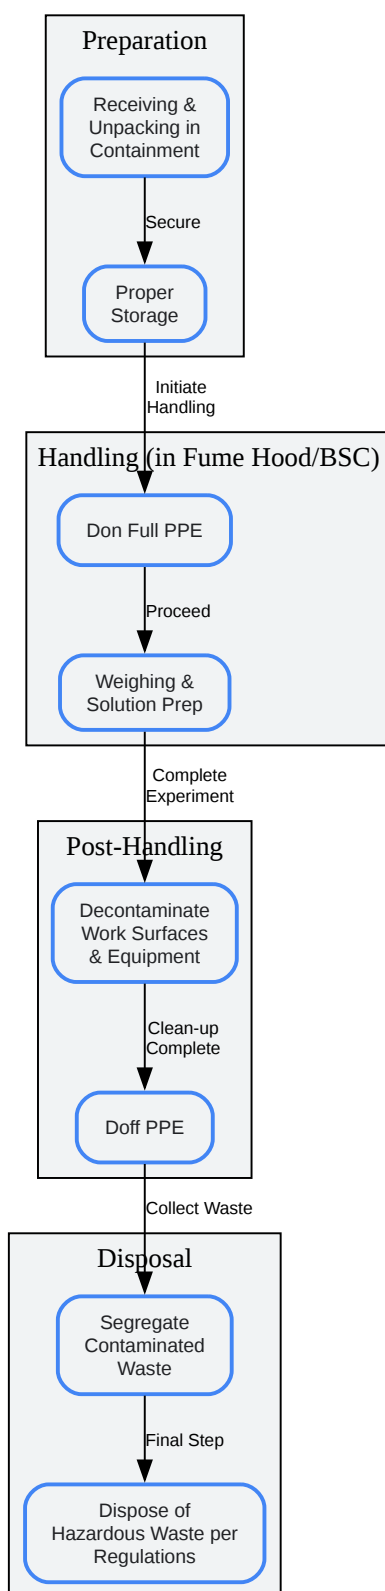 Preparation
Receiving &
Unpacking in
Containment
Secure
Proper
Storage
Initiate
Handling
Handling (in Fume Hood/BSC)
Don Full PPE
Proceed
Weighing &
Solution Prep
Complete
Experiment
Post-Handling
Decontaminate
Work Surfaces
& Equipment
Clean-up
Complete
Doff PPE
Collect Waste
Disposal
Segregate
Contaminated
Waste
Final Step
Dispose of
Hazardous Waste per
Regulations